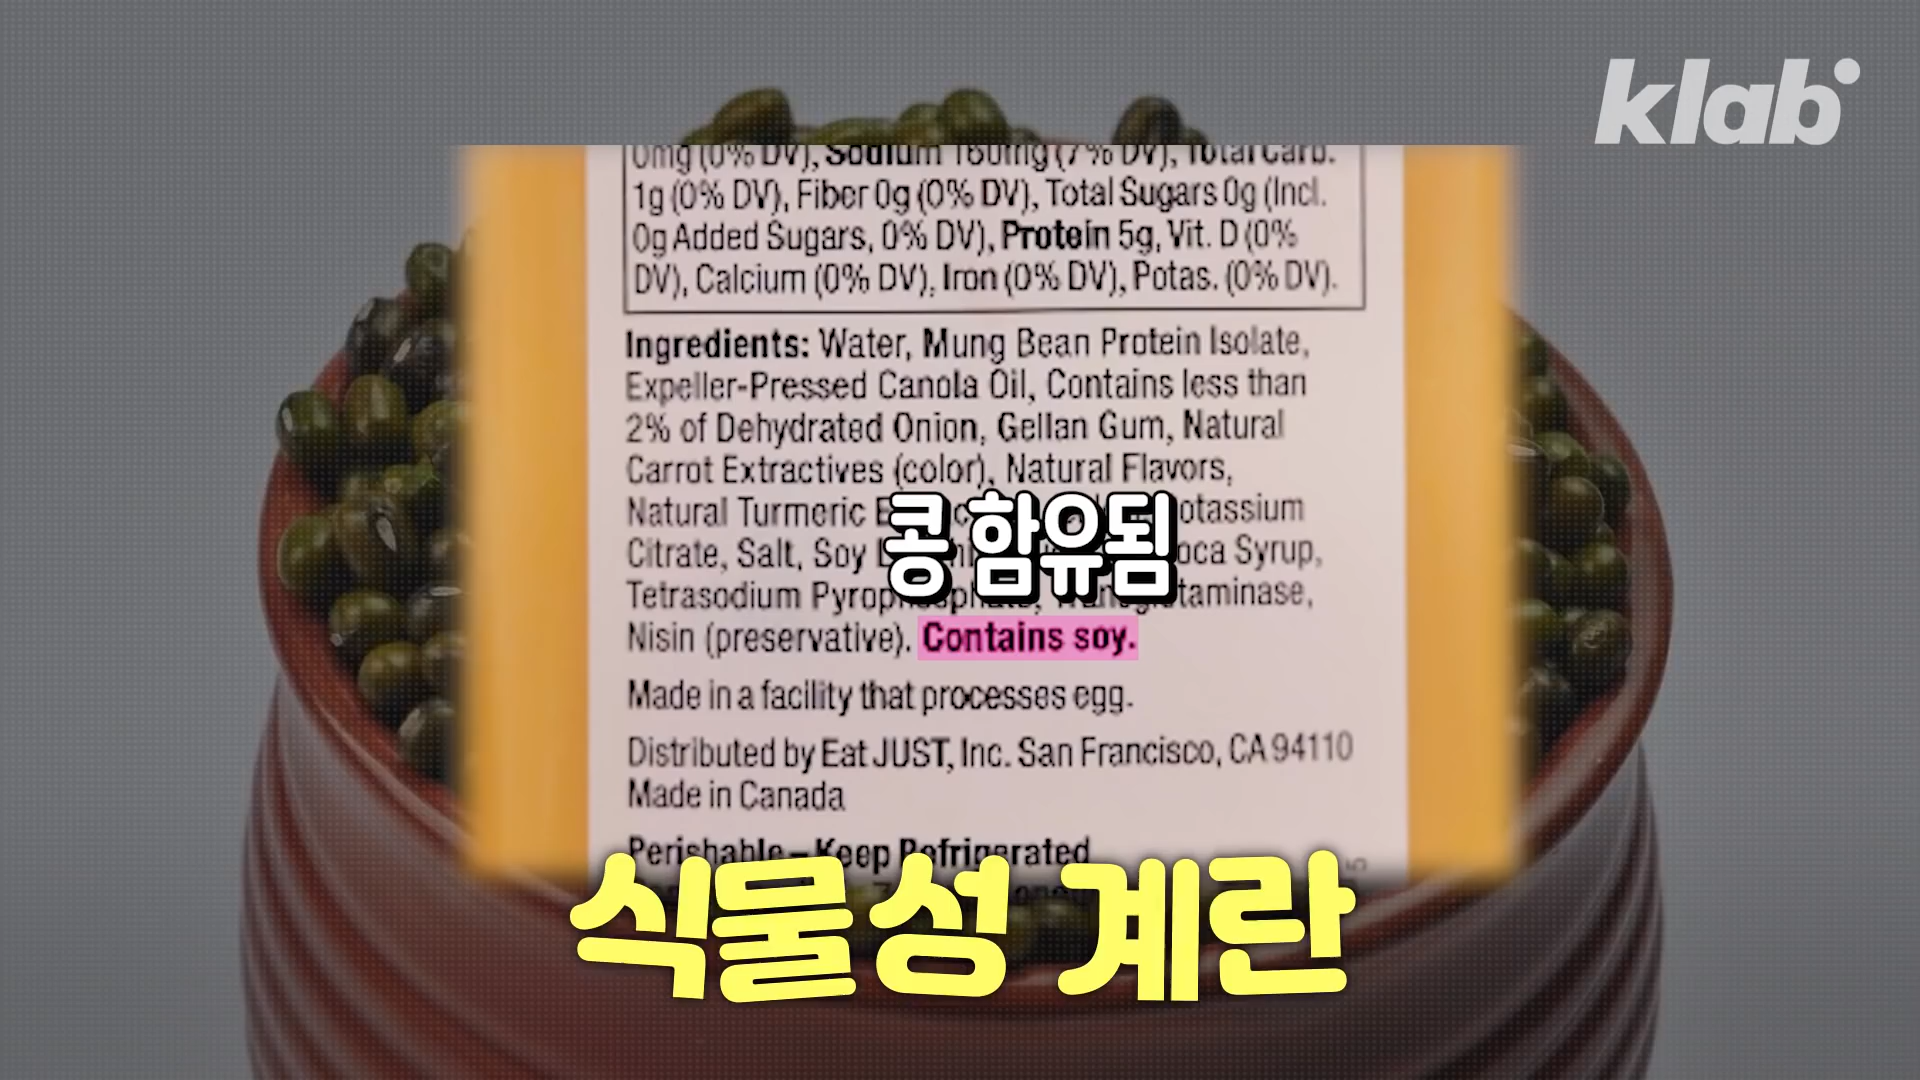 klab
0mg (0% DV), Sodium 160mg (7% DV), Total Carb.
1g (0% DV), Fiber 0g (0% DV), Total Sugars 0g (Incl.
0g Added Sugars, 0% DV), Protein 5g, Vit. D (0%
DV), Calcium (0% DV), Iron (0% DV), Potas. (0% DV).
Ingredients: Water, Mung Bean Protein Isolate,
Expeller-Pressed Canola Oil, Contains less than
2% of Dehydrated Onion, Gellan Gum, Natural
Carrot Extractives (color), Natural Flavors,
Natural Turmeric
콩 함유됨
Citrate, Salt, Soy Syrup,
Tetrasodium
Nisin (preservative). Contains soy.
Made in a facility that processes egg.
Distributed by Eat JUST, Inc. San Francisco, CA 94110
Made in Canada
Perishable – Keep Refrigerated
식물성 계란